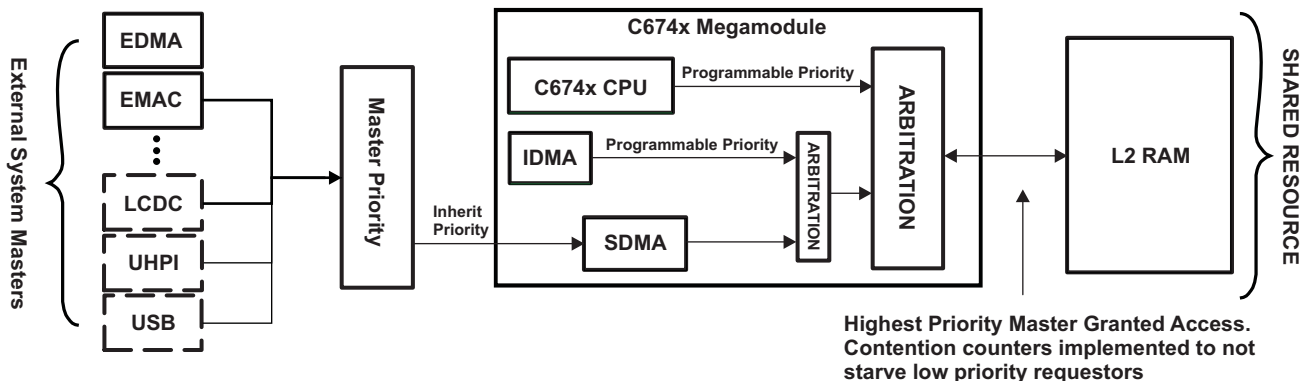 External System Masters
EDMA
EMAC
LCDC
UHPI
USB
Master Priority
Inherit
Priority
C674x Megamodule
C674x CPU
Programmable Priority
IDMA
Programmable Priority
SDMA
ARBITRATION
ARBITRATION
L2 RAM
SHARED RESOURCE
Highest Priority Master Granted Access.
Contention counters implemented to not
starve low priority requestors